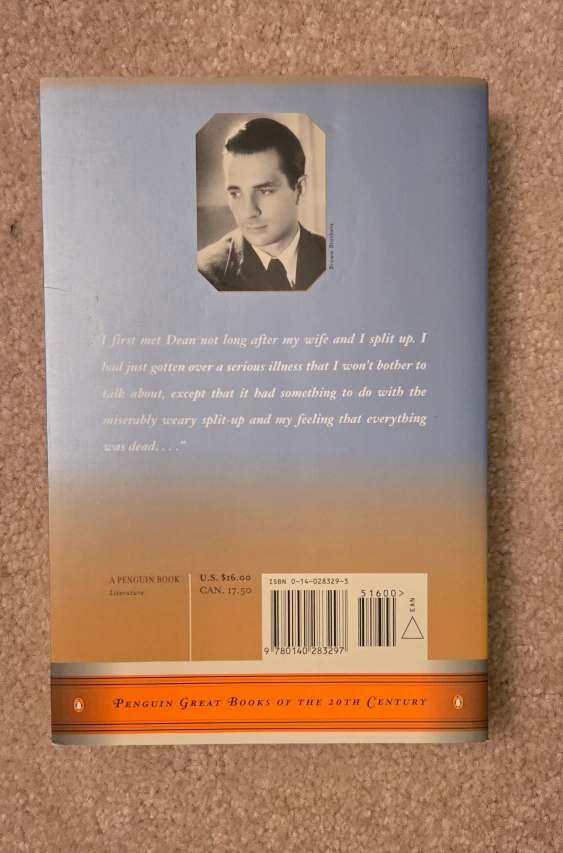 Brown Brothers
"I first met Dean not long after my wife and I split up. I
had just gotten over a serious illness that I won't bother to
talk about, except that it had something to do with the
miserably weary split-up and my feeling that everything
was dead. . . ."
A PENGUIN BOOK
Literature
U.S. $16.00
CAN. 17.50
ISBN 0-14-028329-3
51600>
EAN
9 780140 283297
PENGUIN GREAT BOOKS OF THE 20TH CENTURY